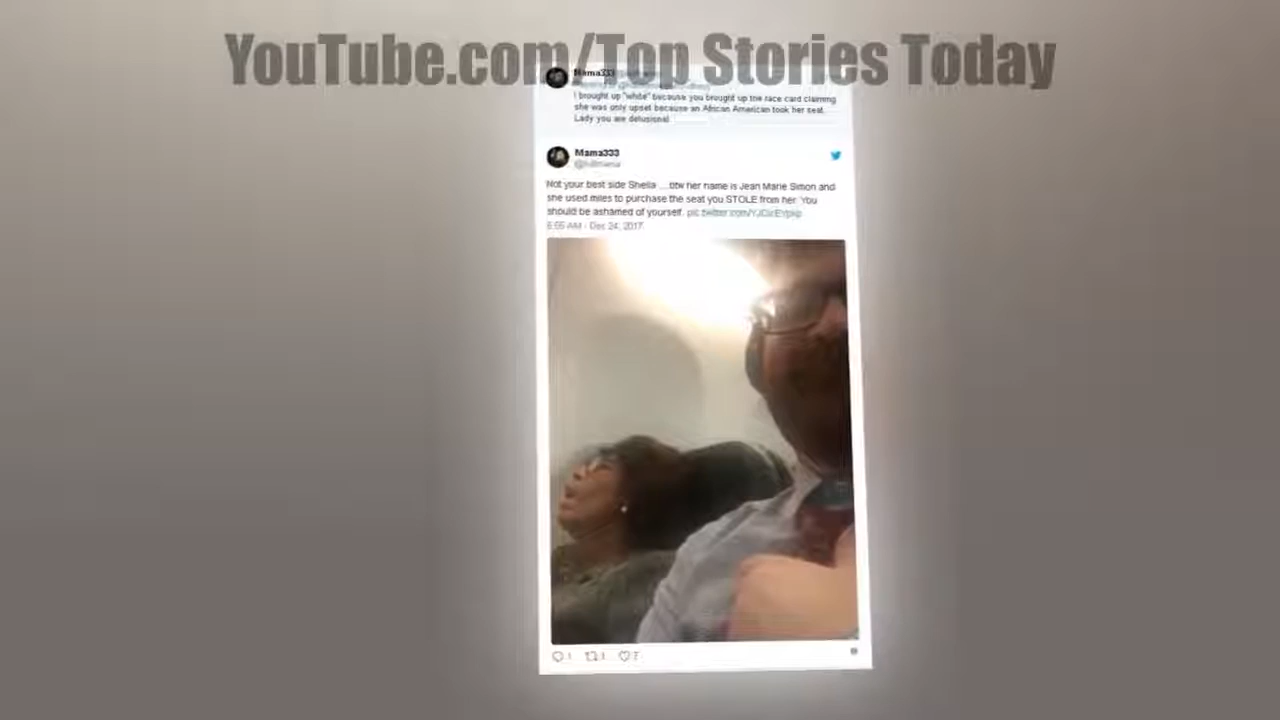 YouTube.com/Top Stories Today
Mama333
I brought up "white" because you brought up the race card claiming
she was only upset because an African American took her seat.
Lady you are delusional
Mama333
Not your best side Sheila ....btw her name is Jean Marie Simon and
she used miles to purchase the seat you STOLE from her. You
should be ashamed of yourself.
6:55 AM - Dec 24, 2017
1 1 7